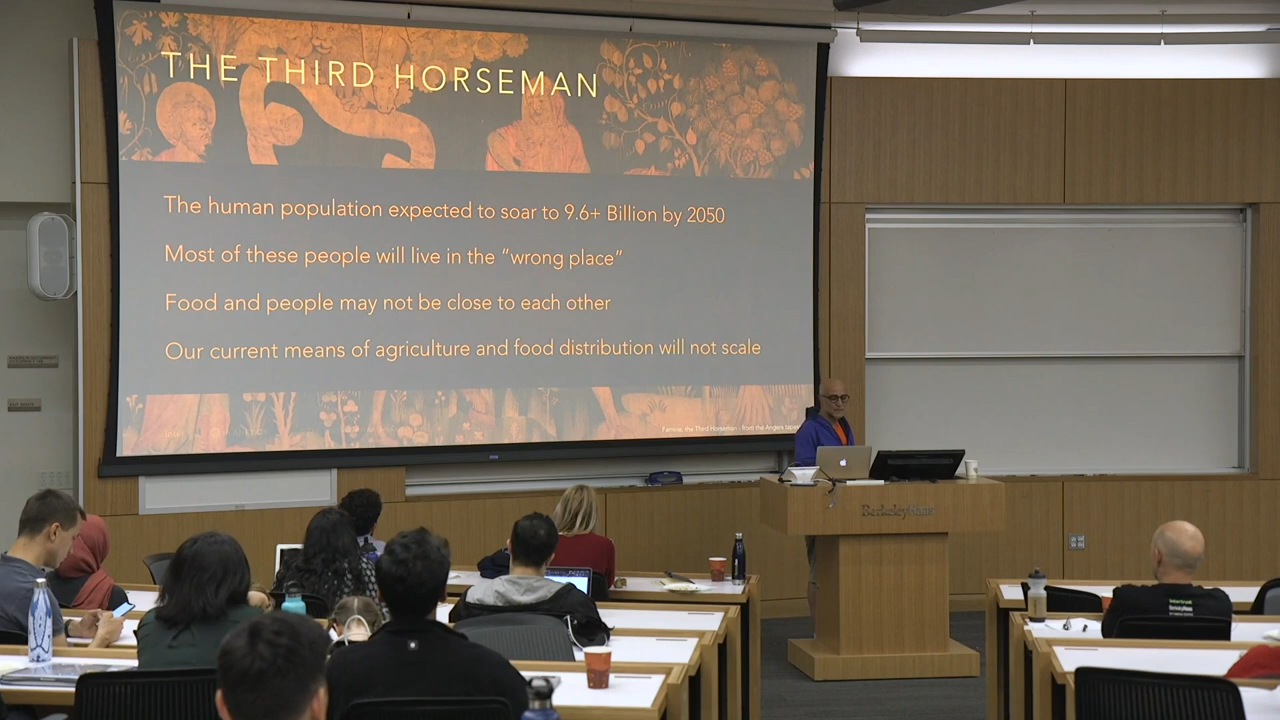 THE THIRD HORSEMAN
The human population expected to soar to 9.6+ Billion by 2050
Most of these people will live in the “wrong place”
Food and people may not be close to each other
Our current means of agriculture and food distribution will not scale
Famine, the Third Horseman - from the Angers
BerkeleyHaas